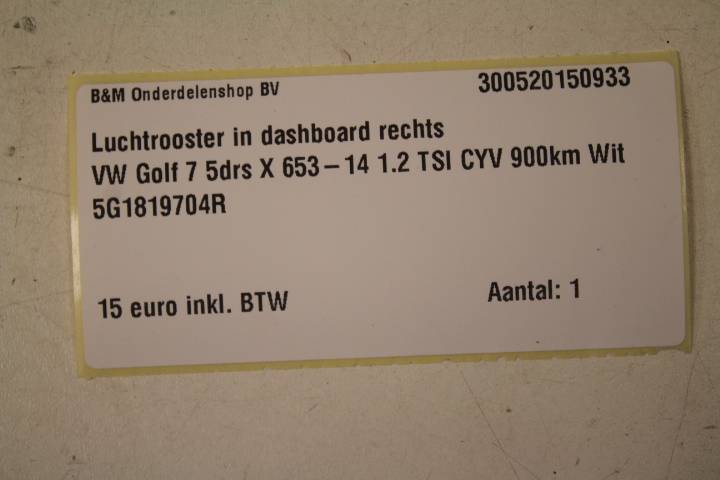 B&M Onderdelenshop BV 300520150933
Luchtrooster in dashboard rechts
VW Golf 7 5drs X 653-14 1.2 TSI CYV 900km Wit
5G1819704R
15 euro inkl. BTW Aantal: 1